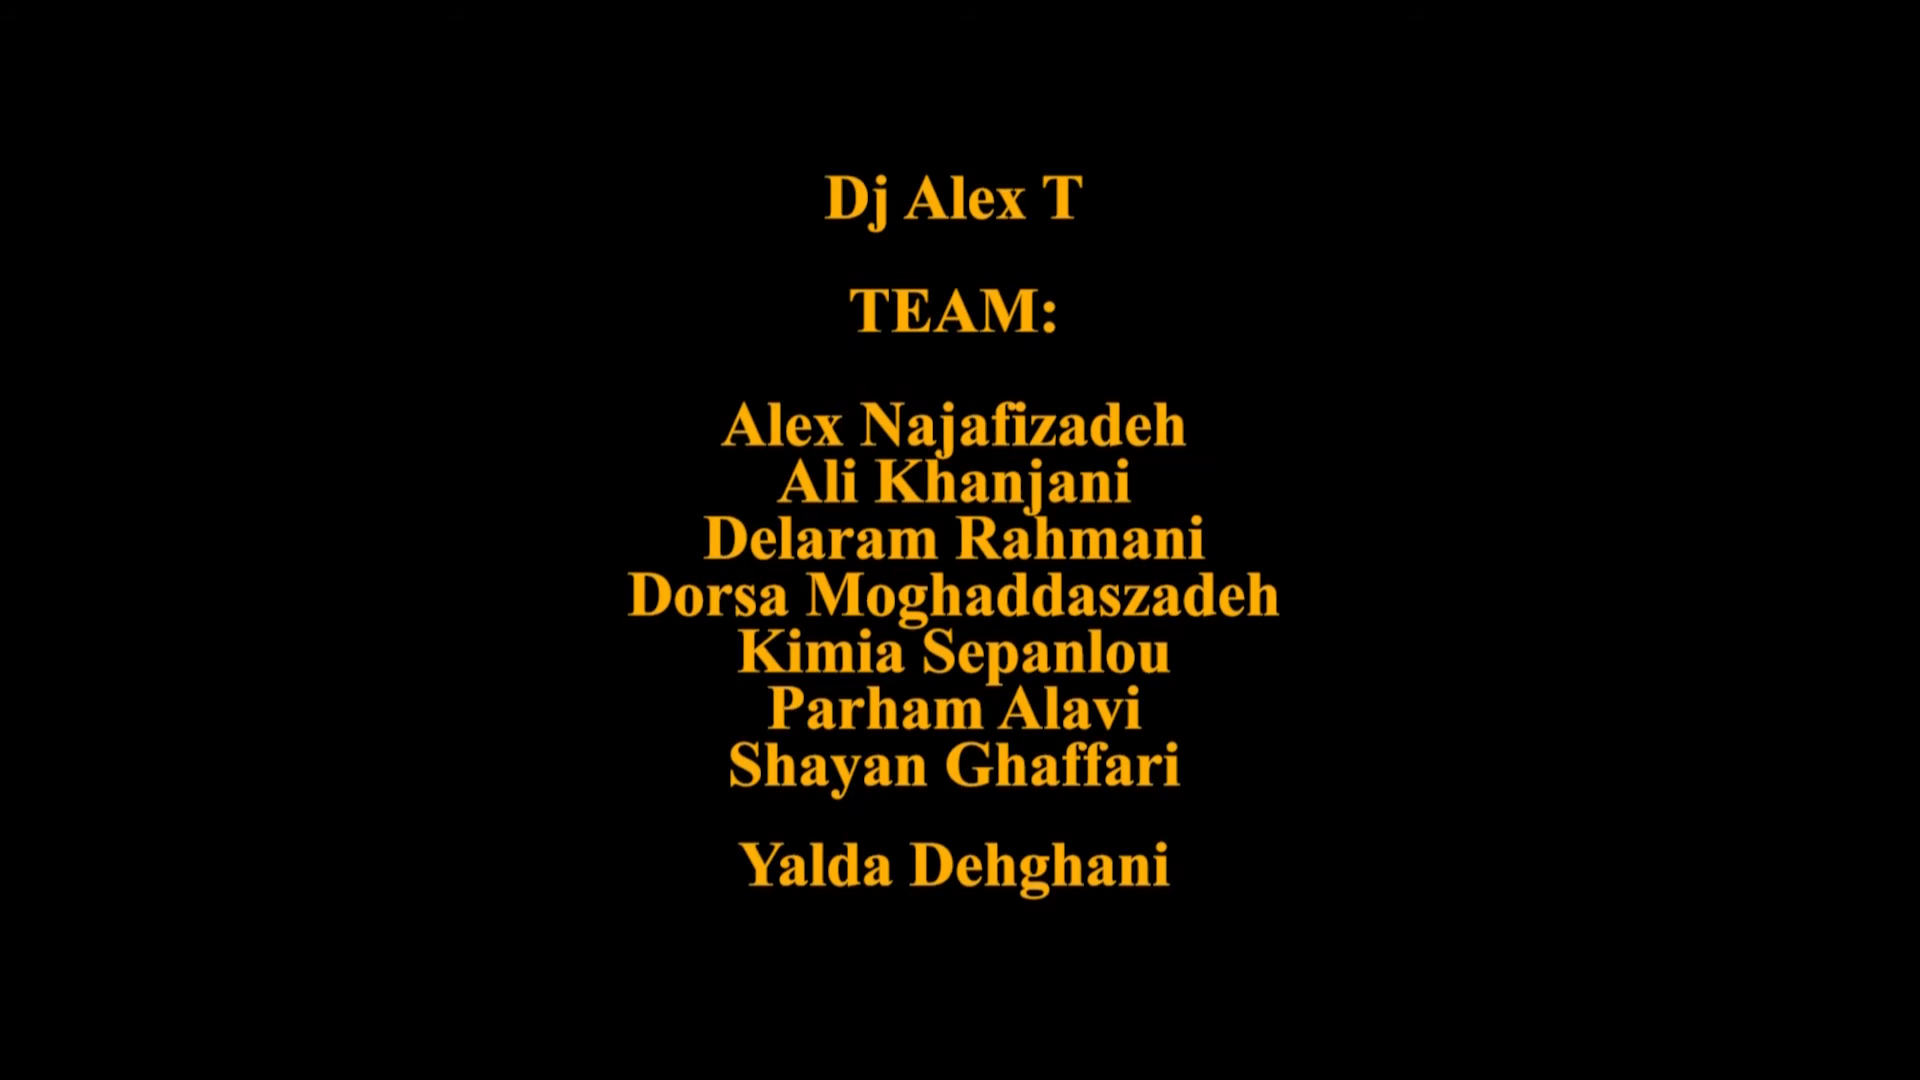 Dj Alex T
TEAM:
Alex Najafizadeh
Ali Khanjani
Delaram Rahmani
Dorsa Moghaddaszadeh
Kimia Sepanlou
Parham Alavi
Shayan Ghaffari
Yalda Dehghani